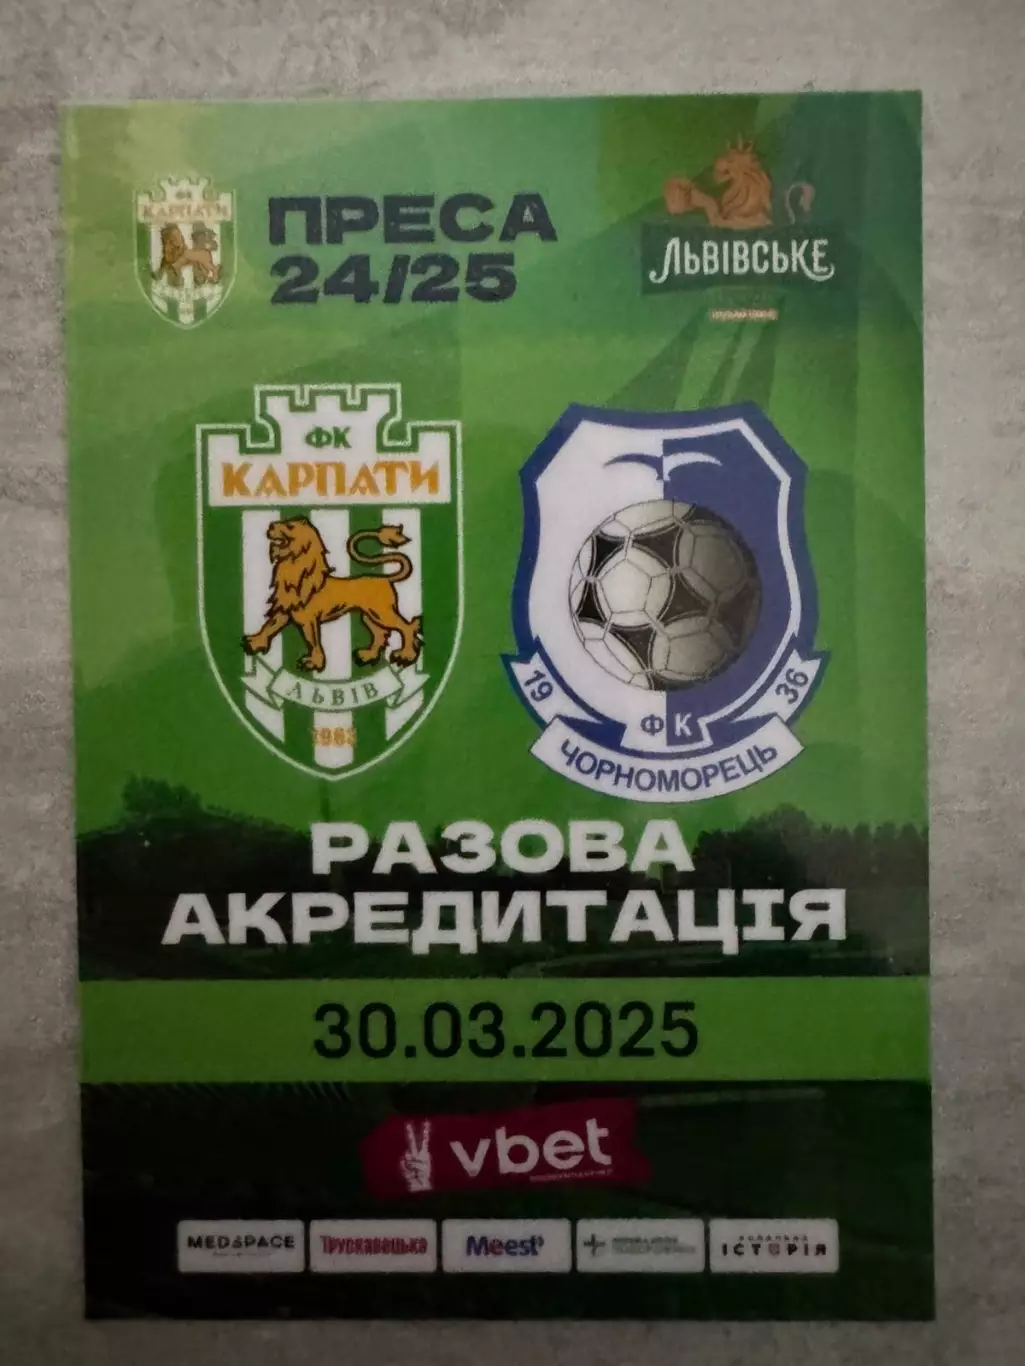 ФК
КАРПАТИ
ПРЕСА
24/25
ЛЬВІВСЬКЕ
ФК
КАРПАТИ
ЛЬВІВ
1963
19 36
ФК
ЧОРНОМОРЕЦЬ
РАЗОВА
АКРЕДИТАЦІЯ
30.03.2025
vbet
MEDSPACE
Трускавецька
Meest
ІСТОРІЯ